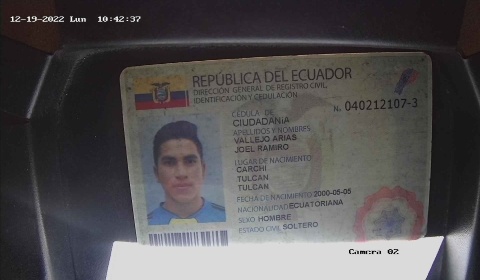 12-19-2022 Lun 10:42:37
REPÚBLICA DEL ECUADOR
DIRECCIÓN GENERAL DE REGISTRO CIVIL,
IDENTIFICACIÓN Y CEDULACIÓN
CÉDULA DE
CIUDADANÍA
N. 040212107-3
APELLIDOS Y NOMBRES
VALLEJO ARIAS
JOEL RAMIRO
LUGAR DE NACIMIENTO
CARCHI
TULCAN
TULCAN
FECHA DE NACIMIENTO 2000-05-05
NACIONALIDAD ECUATORIANA
SEXO HOMBRE
ESTADO CIVIL SOLTERO
Camera 02